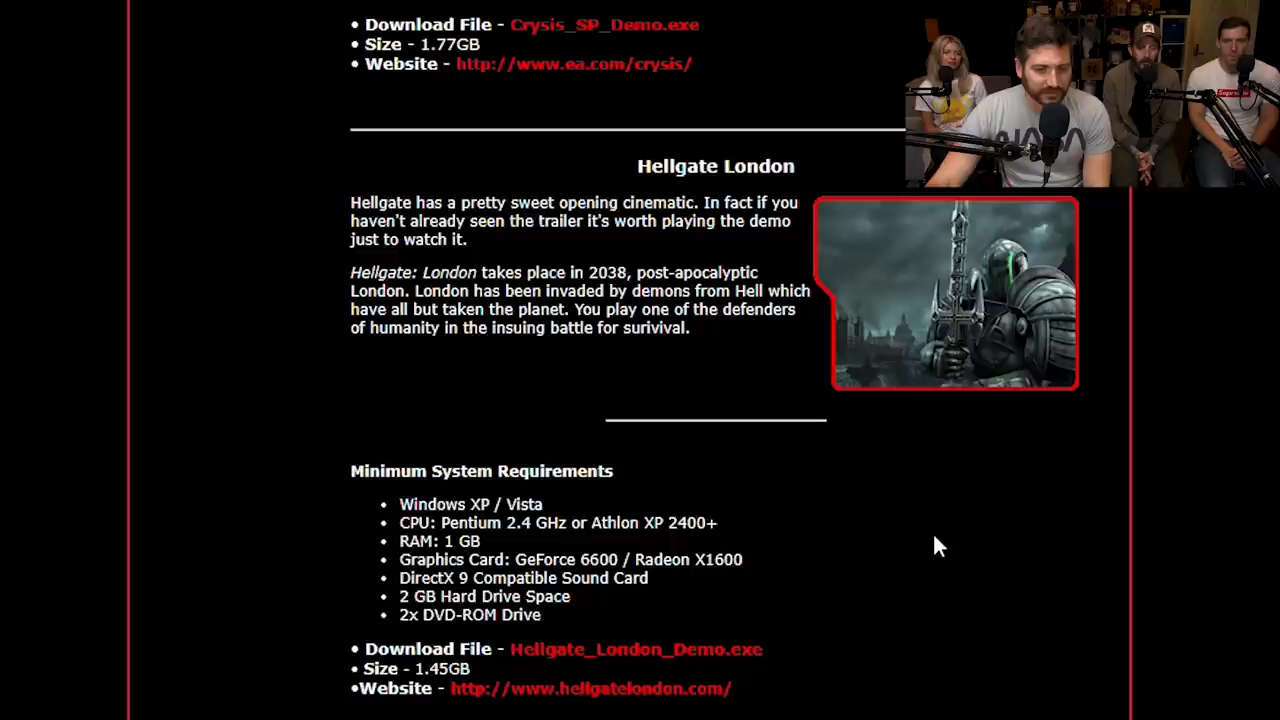 • Download File - Crysis_SP_Demo.exe
• Size - 1.77GB
• Website - http://www.ea.com/crysis/
Hellgate London
Hellgate has a pretty sweet opening cinematic. In fact if you
haven't already seen the trailer it's worth playing the demo
just to watch it.
Hellgate: London takes place in 2038, post-apocalyptic
London. London has been invaded by demons from Hell which
have all but taken the planet. You play one of the defenders
of humanity in the insuing battle for surivival.
Minimum System Requirements
• Windows XP / Vista
• CPU: Pentium 2.4 GHz or Athlon XP 2400+
• RAM: 1 GB
• Graphics Card: GeForce 6600 / Radeon X1600
• DirectX 9 Compatible Sound Card
• 2 GB Hard Drive Space
• 2x DVD-ROM Drive
• Download File - Hellgate_London_Demo.exe
• Size - 1.45GB
•Website - http://www.hellgatelondon.com/